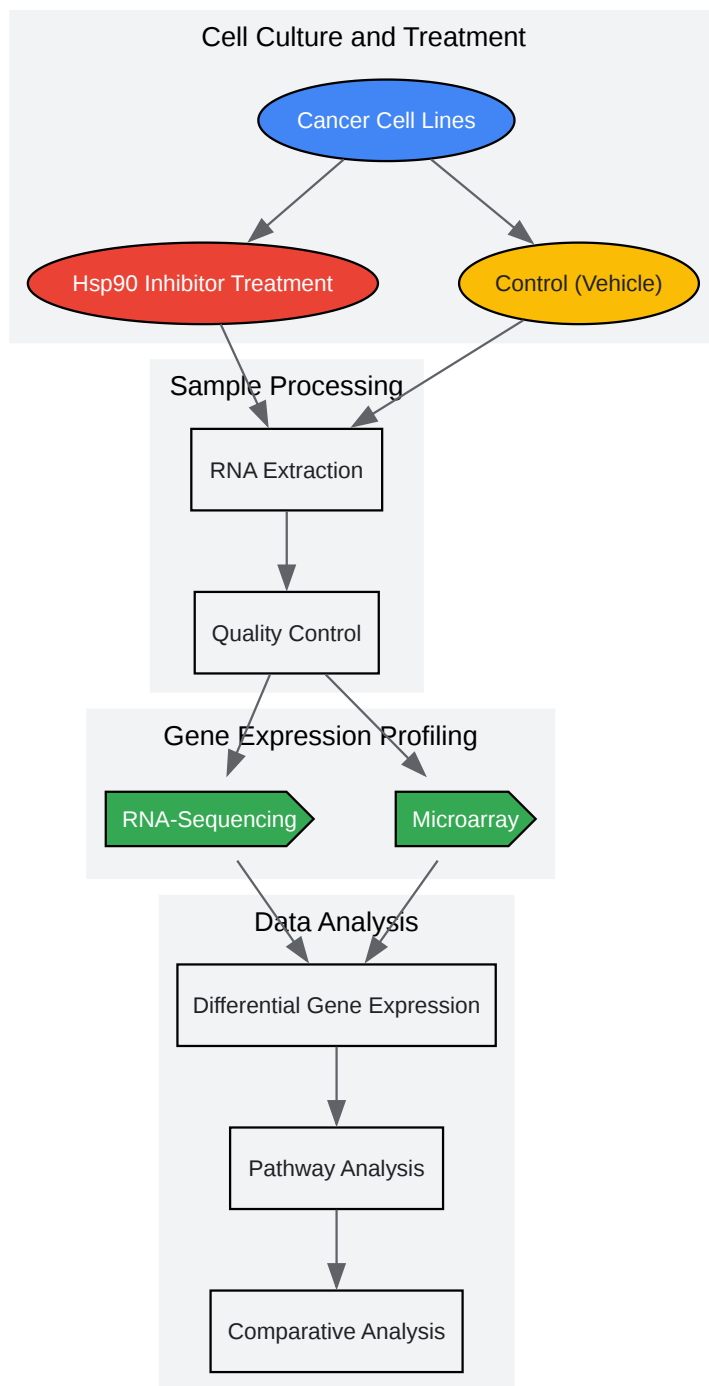 Cell Culture and Treatment
Cancer Cell Lines
Hsp90 Inhibitor Treatment
Control (Vehicle)
Sample Processing
RNA Extraction
Quality Control
Gene Expression Profiling
RNA-Sequencing
Microarray
Data Analysis
Differential Gene Expression
Pathway Analysis
Comparative Analysis